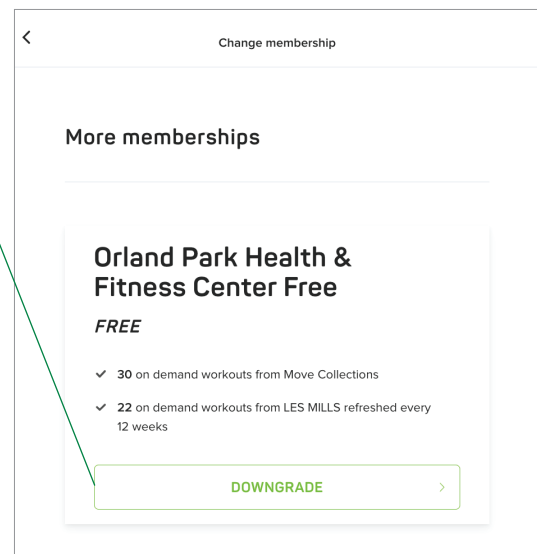 Change membership
More memberships
Orland Park Health &
Fitness Center Free
FREE
30 on demand workouts from Move Collections
22 on demand workouts from LES MILLS refreshed every
12 weeks
DOWNGRADE